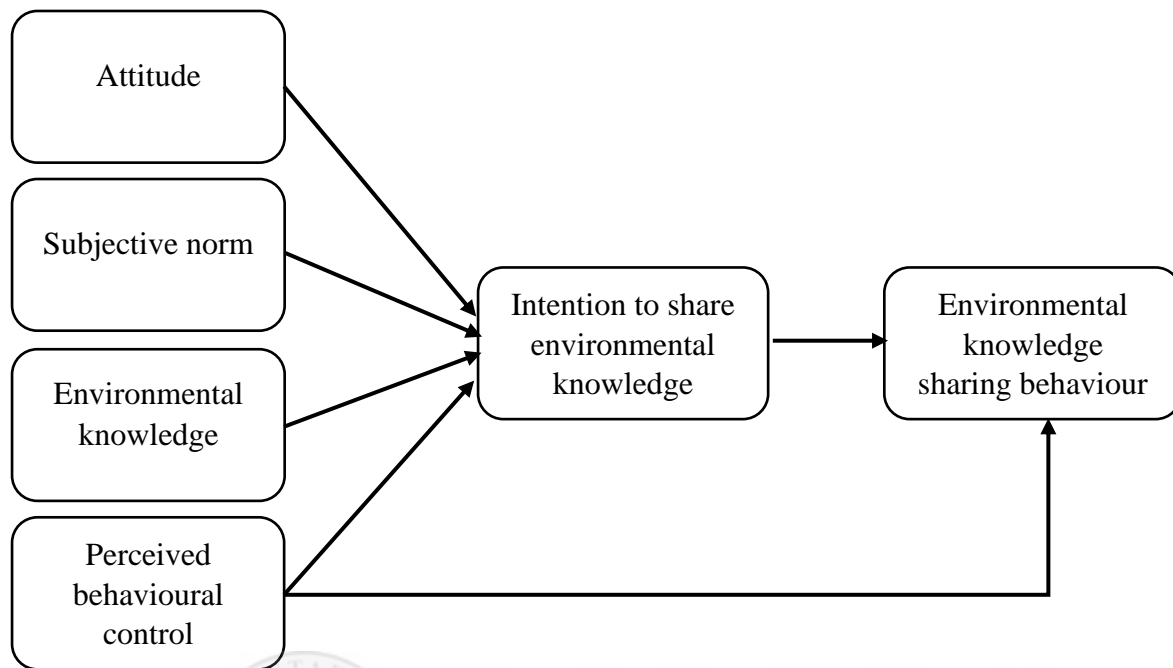 Attitude
Subjective norm
Environmental
knowledge
Perceived
behavioural
control
Intention to share
environmental
knowledge
Environmental
knowledge
sharing behaviour